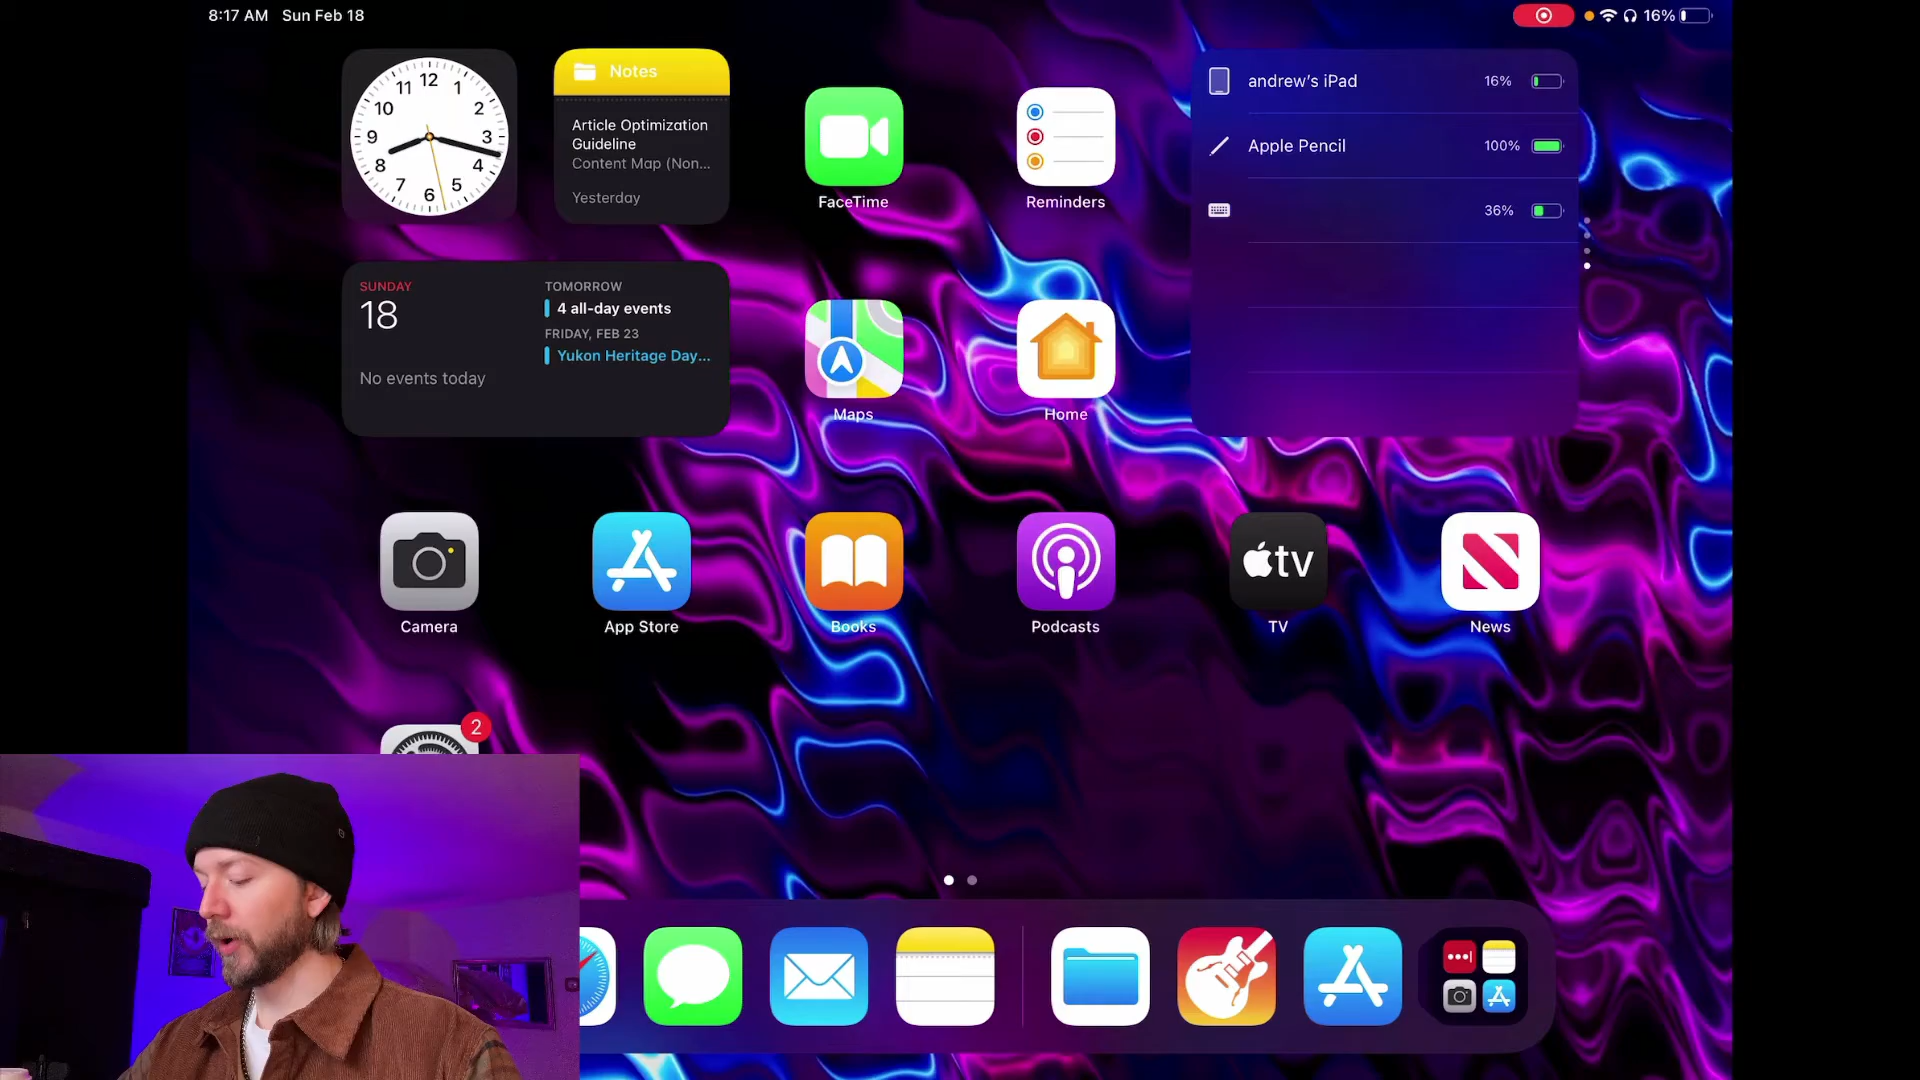 8:17 AM Sun Feb 18
16%
12
11 1
10 2
9 3
8 4
7 5
6
Notes
Article Optimization
Guideline
Content Map (Non...
Yesterday
FaceTime
Reminders
andrew's iPad 16%
Apple Pencil 100%
36%
SUNDAY
18
No events today
TOMORROW
4 all-day events
FRIDAY, FEB 23
Yukon Heritage Day...
Maps
Home
tv
Camera
App Store
Books
Podcasts
TV
News
2